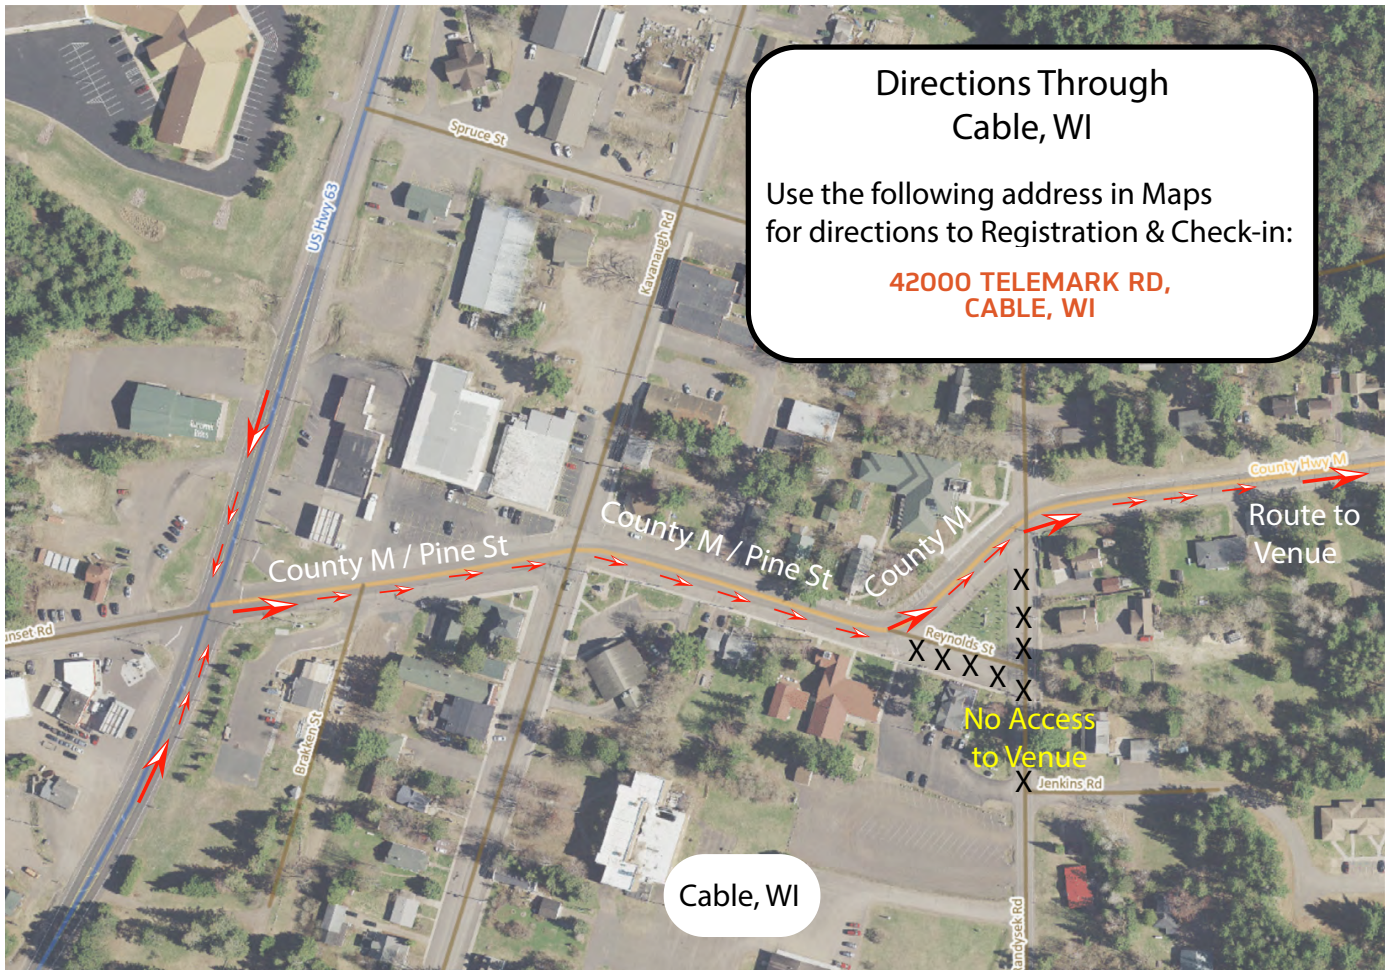 Directions Through
Cable, WI
Use the following address in Maps
for directions to Registration & Check-in:
42000 TELEMARK RD,
CABLE, WI
Spruce St
US Hwy 63
Kavanaugh Rd
County Hwy M
Route to
Venue
County M / Pine St
County M / Pine St
County M
unset Rd
Reynolds St
X
X
X
X
X X X X
No Access
to Venue
X
Jenkins Rd
Brakken St
Cable, WI
Randysek Rd